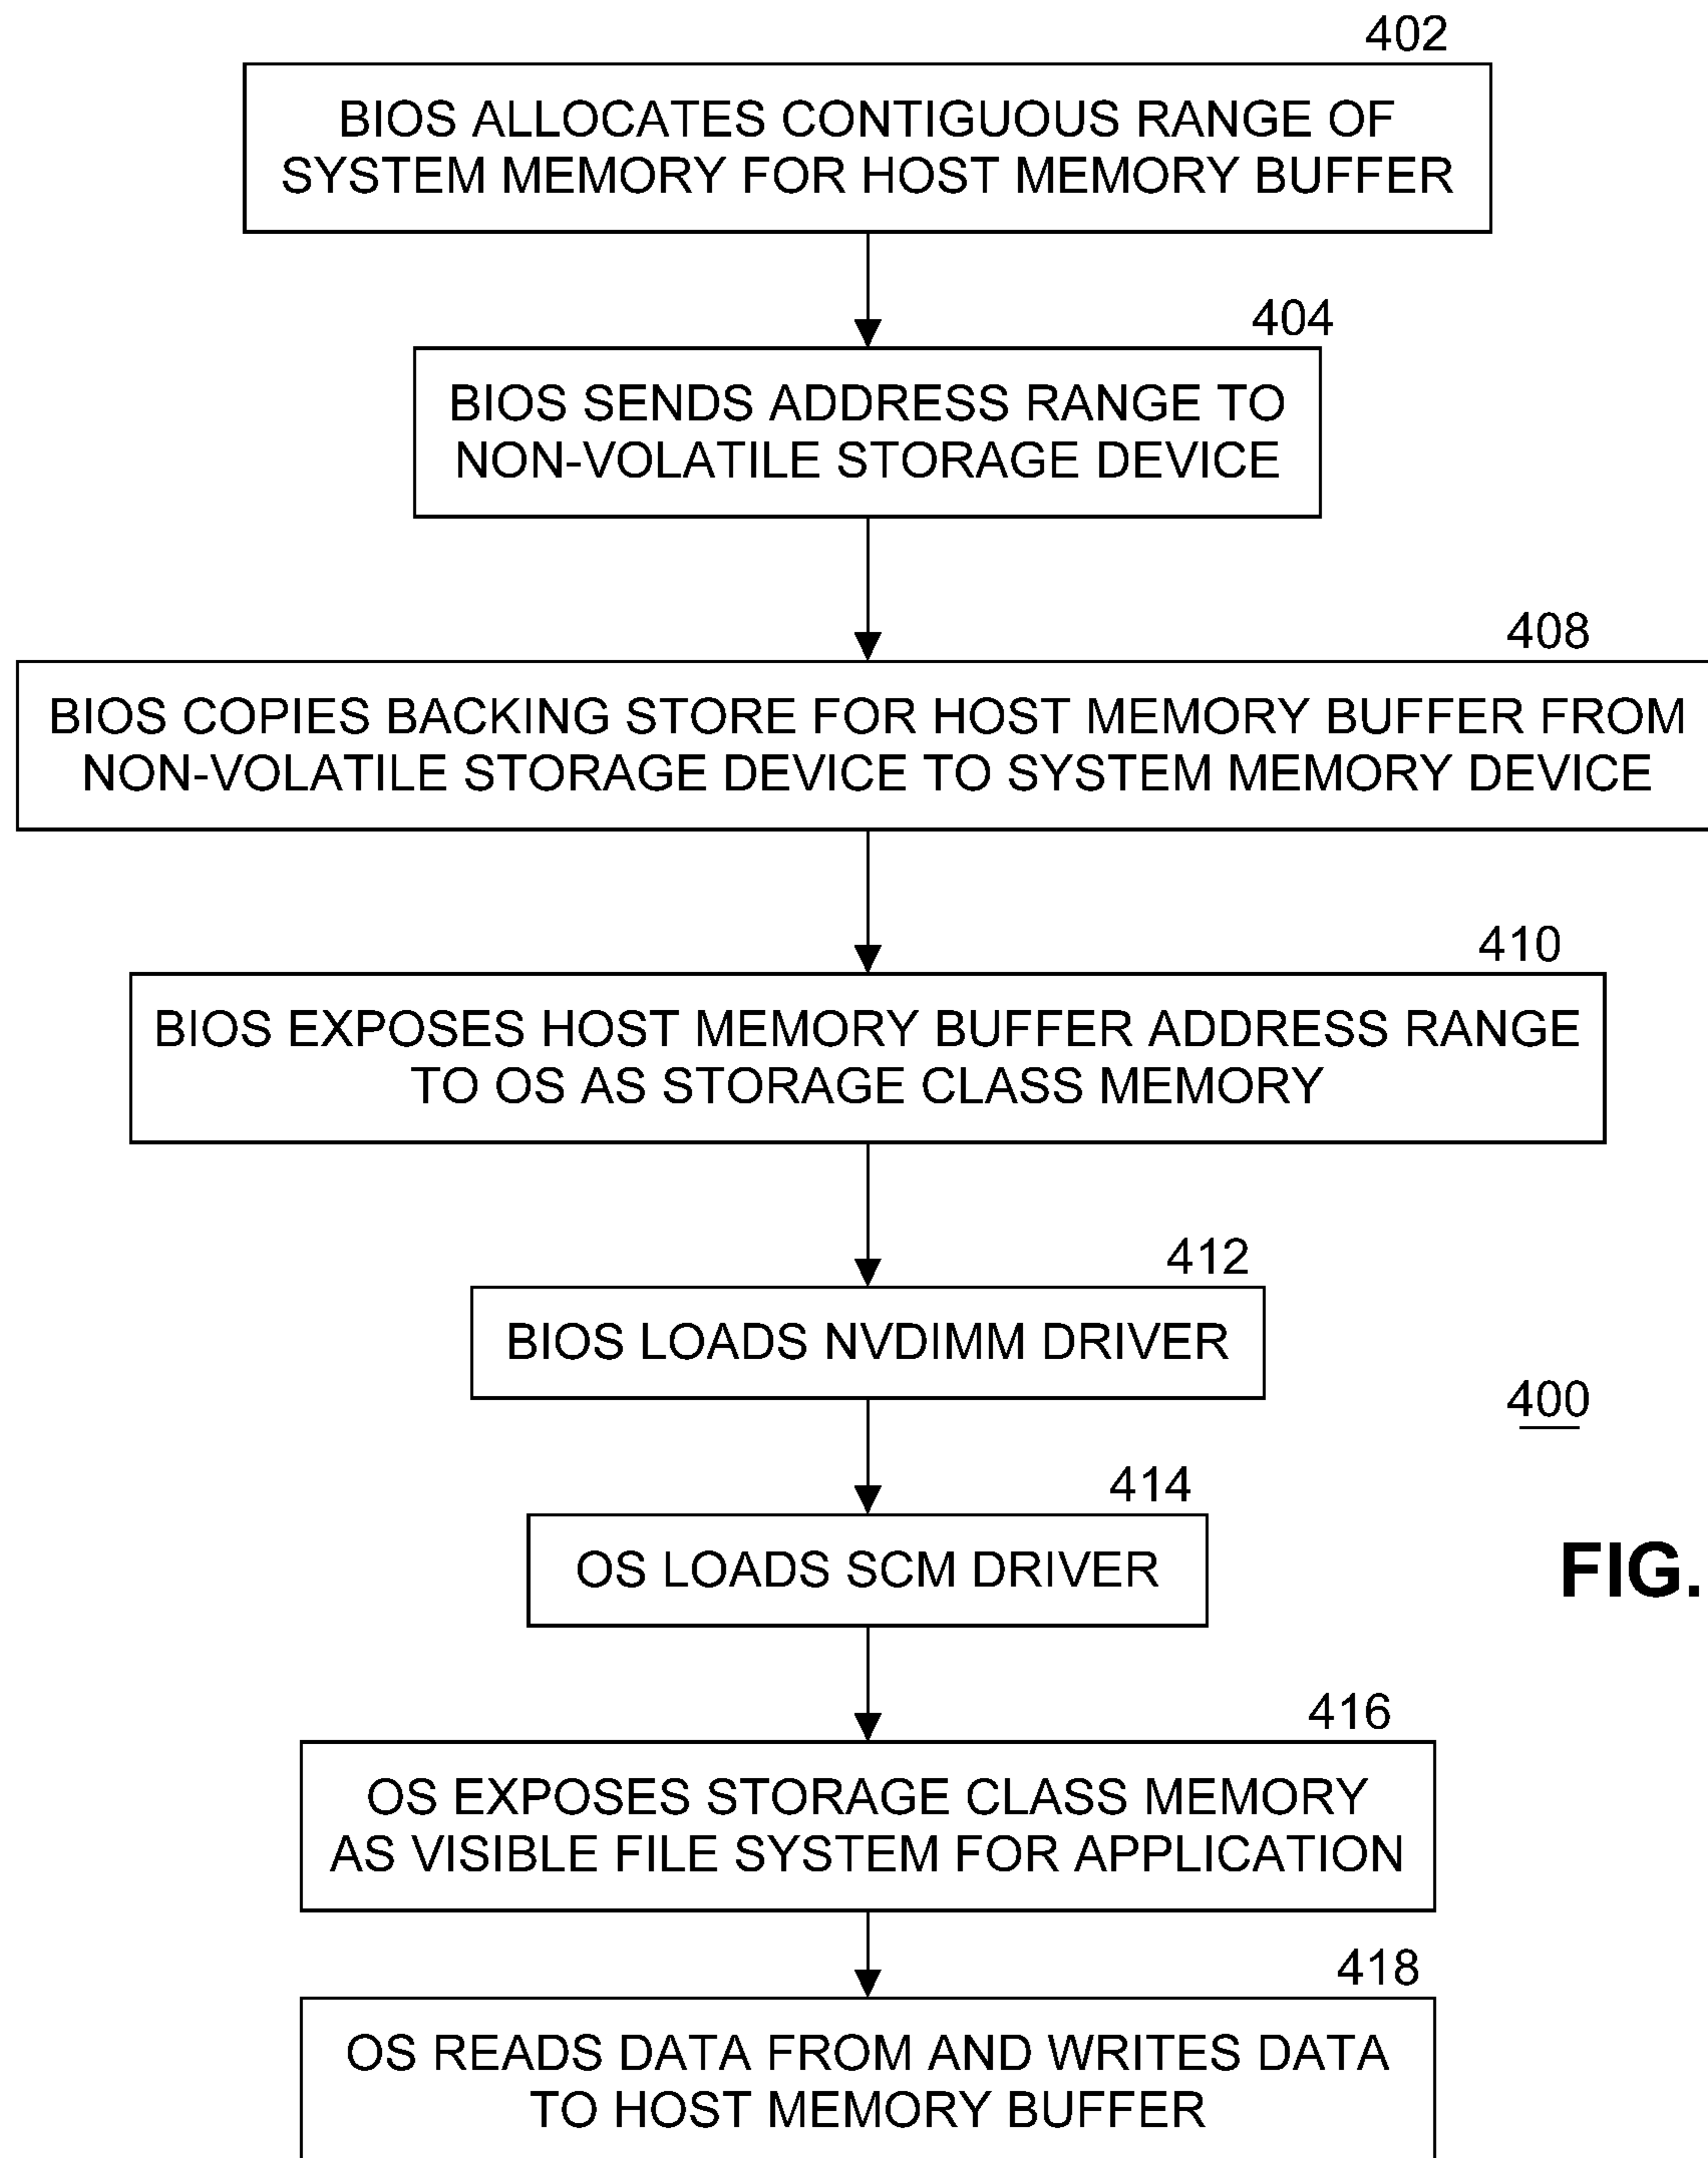 402
BIOS ALLOCATES CONTIGUOUS RANGE OF
SYSTEM MEMORY FOR HOST MEMORY BUFFER
404
BIOS SENDS ADDRESS RANGE TO
NON-VOLATILE STORAGE DEVICE
408
BIOS COPIES BACKING STORE FOR HOST MEMORY BUFFER FROM
NON-VOLATILE STORAGE DEVICE TO SYSTEM MEMORY DEVICE
410
BIOS EXPOSES HOST MEMORY BUFFER ADDRESS RANGE
TO OS AS STORAGE CLASS MEMORY
412
BIOS LOADS NVDIMM DRIVER
400
414
OS LOADS SCM DRIVER
FIG.
416
OS EXPOSES STORAGE CLASS MEMORY
AS VISIBLE FILE SYSTEM FOR APPLICATION
418
OS READS DATA FROM AND WRITES DATA
TO HOST MEMORY BUFFER